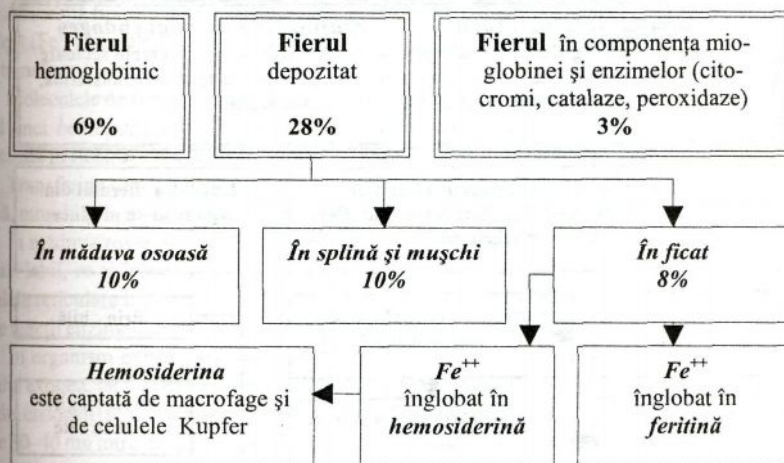 Fierul
hemoglobinic
69%
Fierul
depozitat
28%
Fierul în componența mio-
globinei și enzimelor (cito-
cromi, catalaze, peroxidaze)
3%
În măduva osoasă
10%
În splină și mușchi
10%
În ficat
8%
Hemosiderina
este captată de macrofage și
de celulele Kupfer
Fe++
înglobat în
hemosiderină
Fe++
înglobat în
feritină